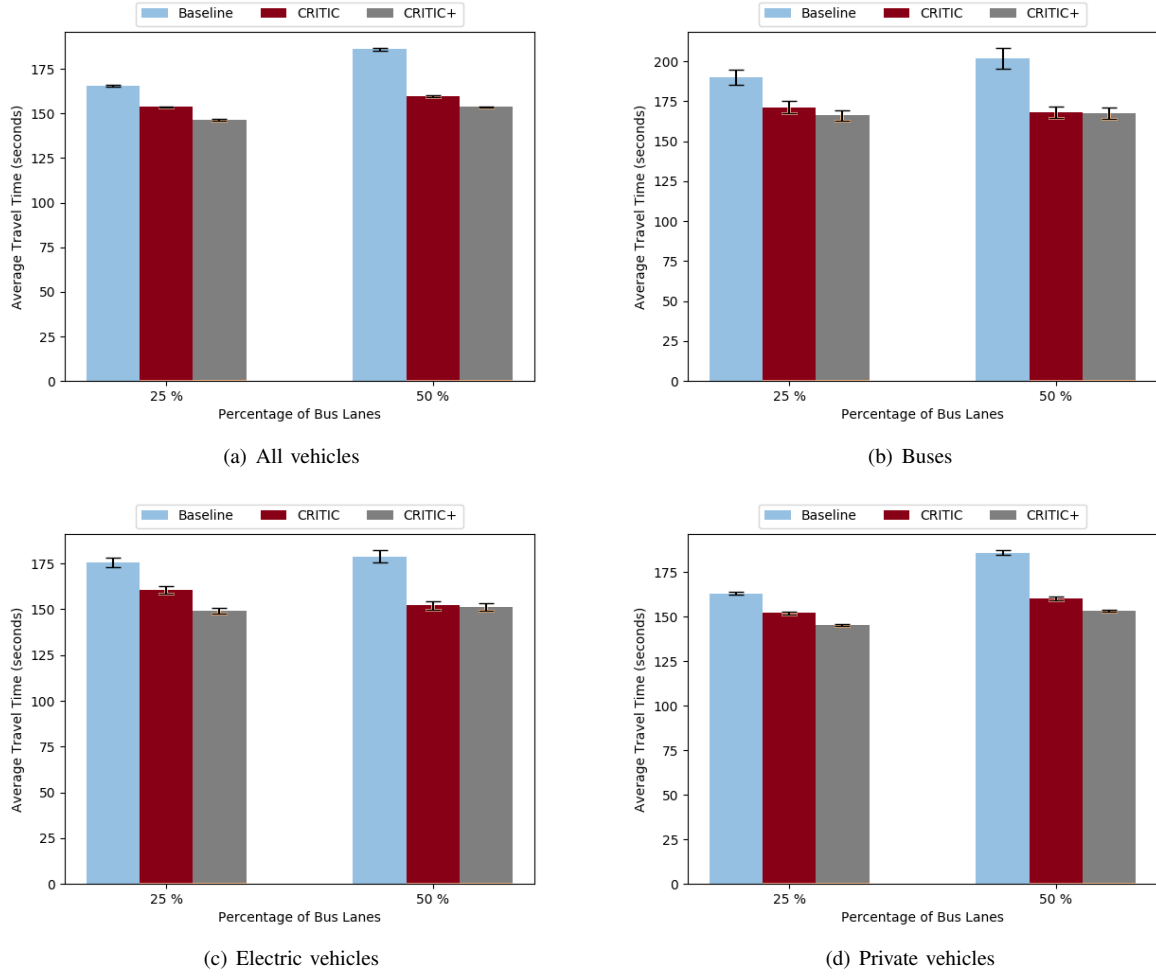 Baseline CRITIC CRITIC+
175
150
125
100
75
50
25
0
Average Travel Time (seconds)
25 % 50 %
Percentage of Bus Lanes
(a) All vehicles
Baseline CRITIC CRITIC+
200
175
150
125
100
75
50
25
0
Average Travel Time (seconds)
25 % 50 %
Percentage of Bus Lanes
(b) Buses
Baseline CRITIC CRITIC+
175
150
125
100
75
50
25
0
Average Travel Time (seconds)
25 % 50 %
Percentage of Bus Lanes
(c) Electric vehicles
Baseline CRITIC CRITIC+
175
150
125
100
75
50
25
0
Average Travel Time (seconds)
25 % 50 %
Percentage of Bus Lanes
(d) Private vehicles